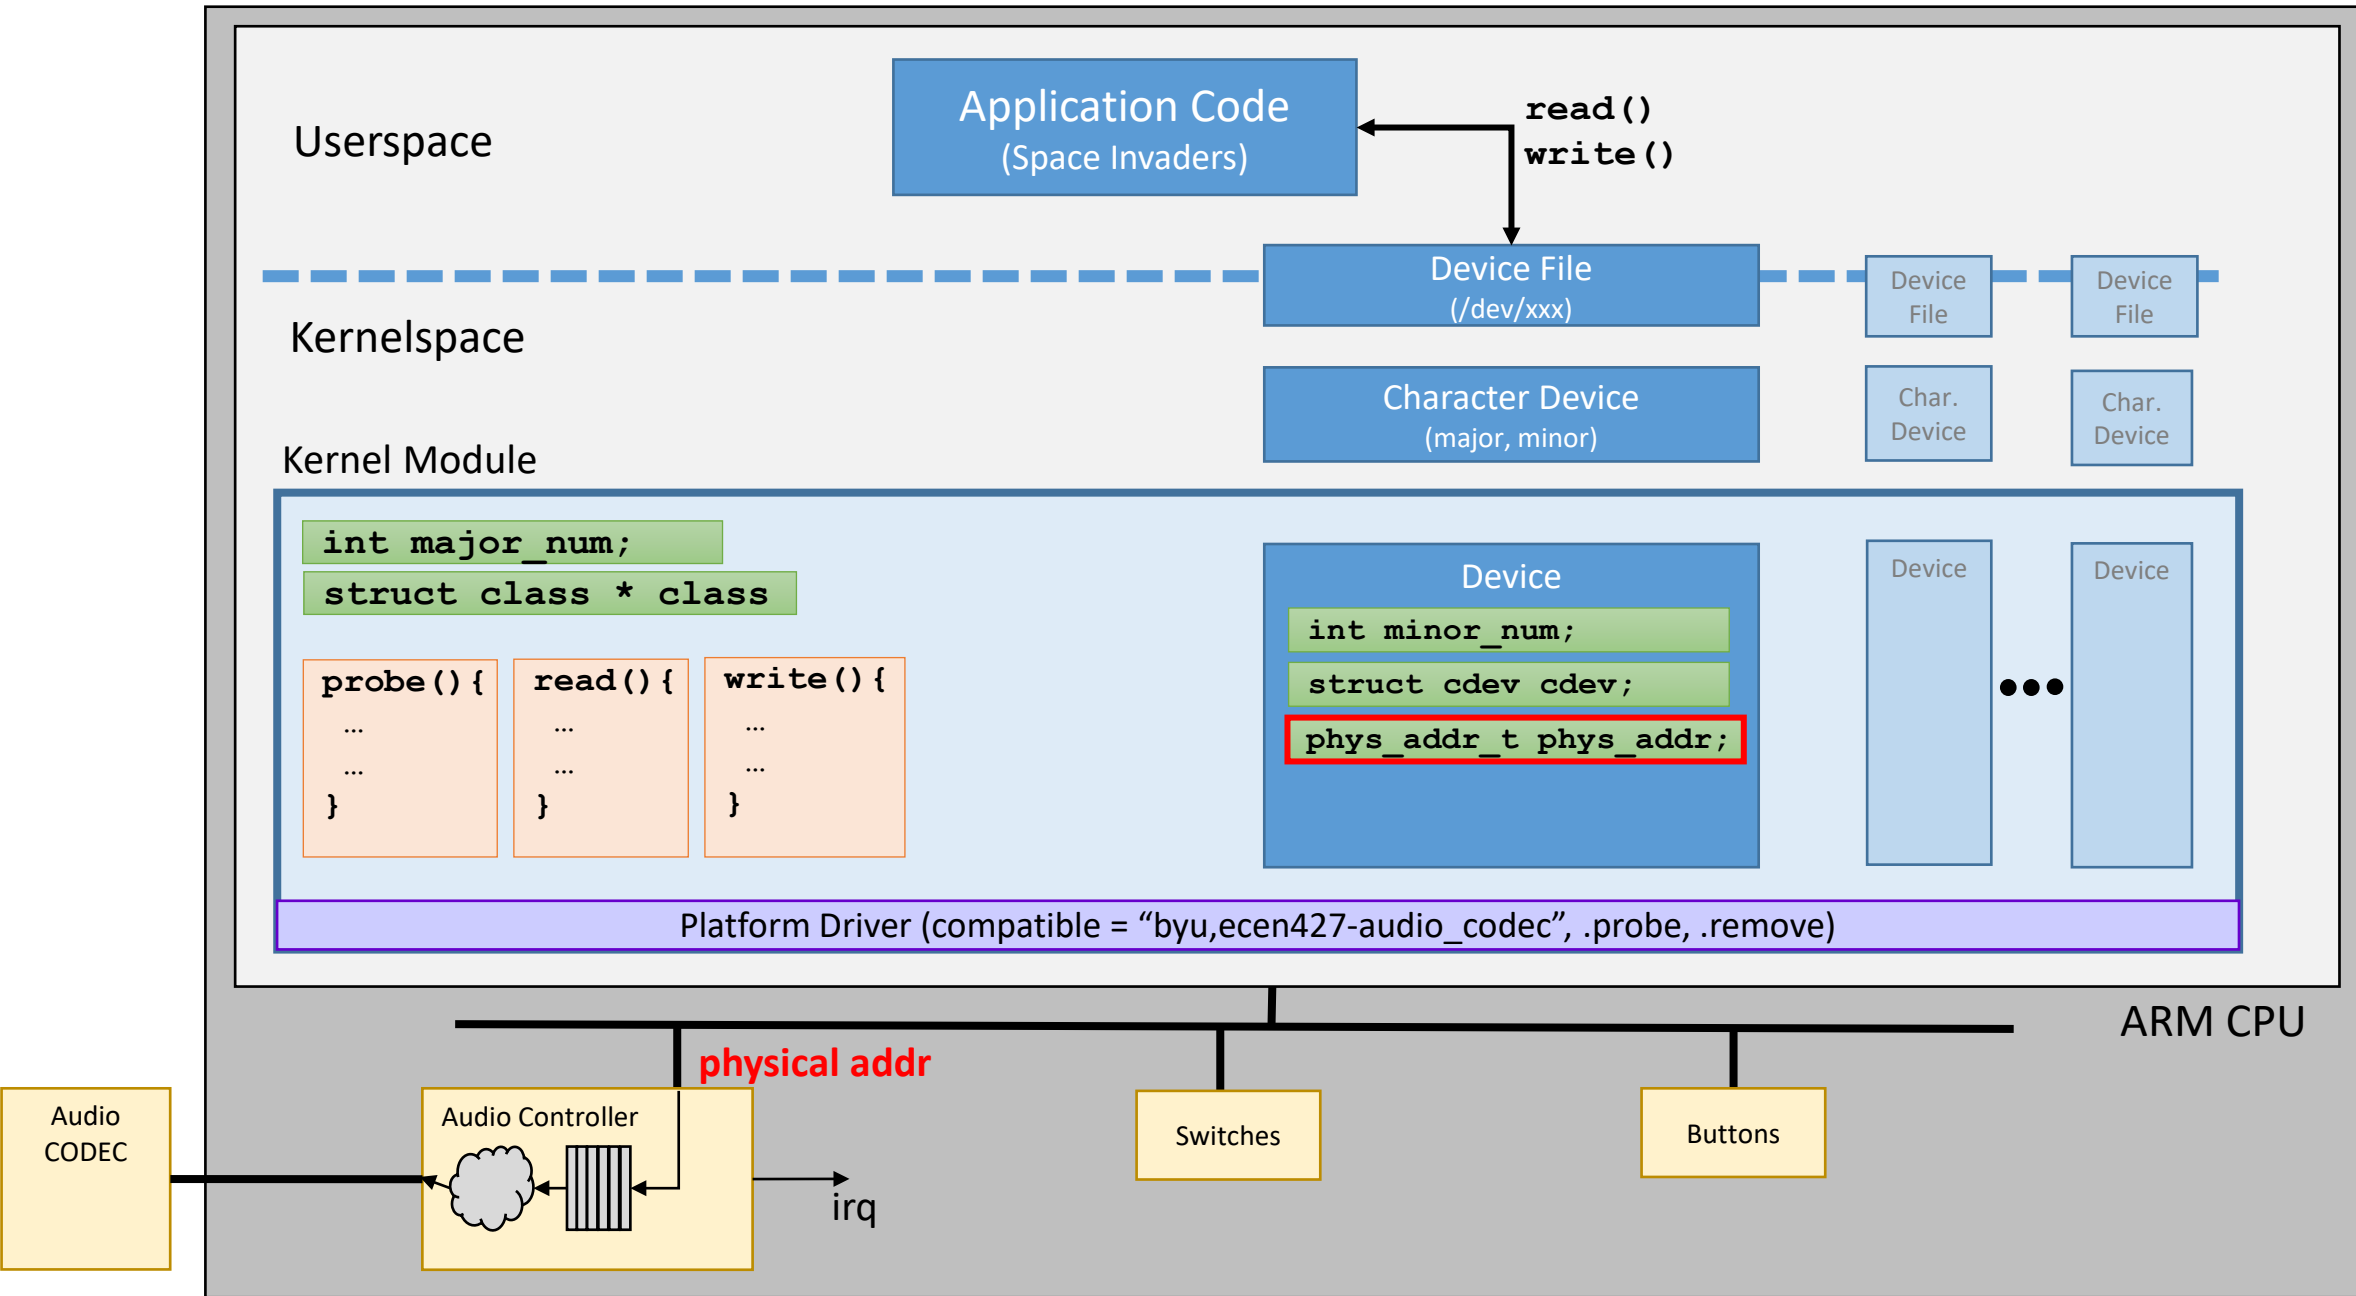 Userspace
Application Code
(Space Invaders)
read()
write()
Device File
(/dev/xxx)
Device
File
Device
File
Kernelspace
Character Device
(major, minor)
Char.
Device
Char.
Device
Kernel Module
int major_num;
struct class * class
probe(){
…
…
}
read(){
…
…
}
write(){
…
…
}
Device
int minor_num;
struct cdev cdev;
phys_addr_t phys_addr;
Device
Device
Platform Driver (compatible = “byu,ecen427-audio_codec”, .probe, .remove)
ARM CPU
physical addr
Audio
CODEC
Audio Controller
irq
Switches
Buttons